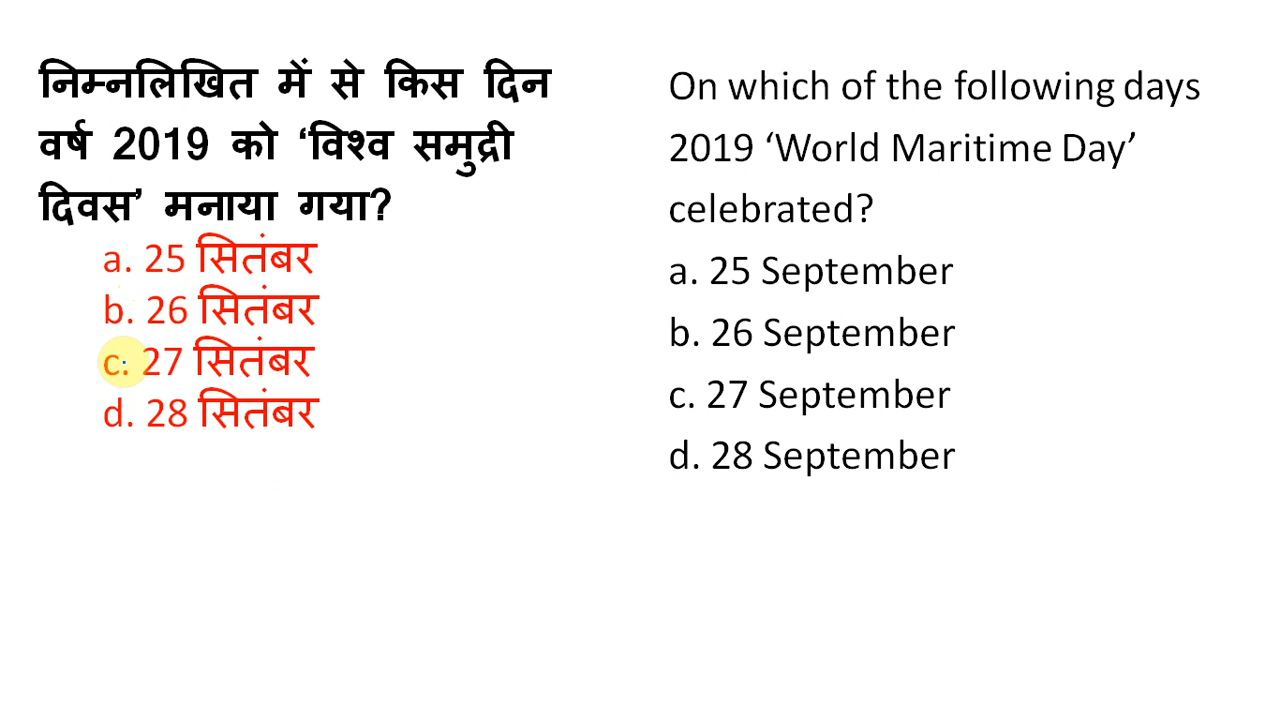 निम्नलिखित में से किस दिन
वर्ष 2019 को ‘विश्व समुद्री
दिवस’ मनाया गया?
a. 25 सितंबर
b. 26 सितंबर
c. 27 सितंबर
d. 28 सितंबर
On which of the following days
2019 ‘World Maritime Day’
celebrated?
a. 25 September
b. 26 September
c. 27 September
d. 28 September